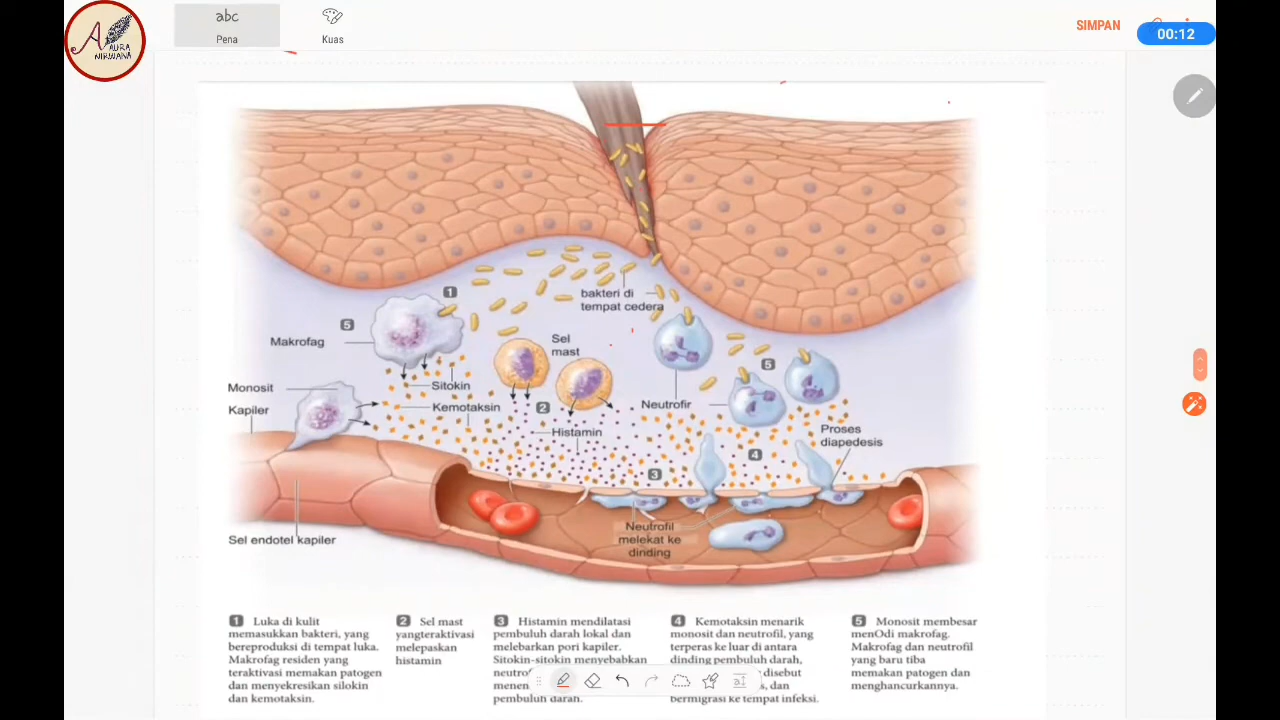 abc
Pena
Kuas
SIMPAN
00:12
AURA
NIRWANA
1
bakteri di
tempat cedera
5
Makrofag
Sel
mast
5
Monosit
Sitokin
Kapiler
Kemotaksin
2
Neutrofir
Histamin
Proses
diapedesis
4
3
Neutrofil
melekat ke
dinding
Sel endotel kapiler
1 Luka di kulit
memasukkan bakteri, yang
bereproduksi di tempat luka.
Makrofag residen yang
teraktivasi memakan patogen
dan menyekresikan silokin
dan kemotaksin.
2 Sel mast
yangteraktivasi
melepaskan
histamin
3 Histamin mendilatasi
pembuluh darah lokal dan
melebarkan pori kapiler.
Sitokin-sitokin menyebabkan
pembuluh darah.
4 Kemotaksin menarik
monosit dan neutrofil, yang
terperas ke luar di antara
dinding pembuluh darah,
disebut
dan
bermigrasi ke tempat infeksi.
5 Monosit membesar
menOdi makrofag.
Makrofag dan neutrofil
yang baru tiba
memakan patogen dan
menghancurkannya.